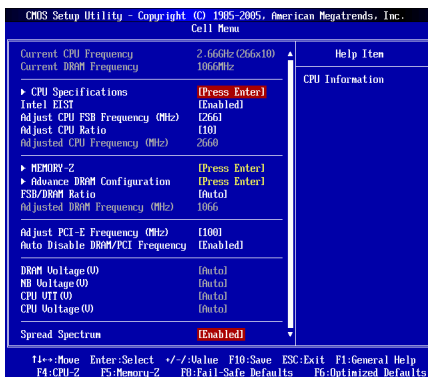 CMOS Setup Utility - Copyright (C) 1985-2005, American Megatrends, Inc.
Cell Menu
Current CPU Frequency 2.66GHz(266x10)
Current DRAM Frequency 1066MHz
▶ CPU Specifications [Press Enter]
Intel EIST [Enabled]
Adjust CPU FSB Frequency (MHz) [266]
Adjust CPU Ratio [10]
Adjusted CPU Frequency (MHz) 2660
▶ MEMORY-Z [Press Enter]
▶ Advance DRAM Configuration [Press Enter]
FSB/DRAM Ratio [Auto]
Adjusted DRAM Frequency (MHz) 1066
Adjust PCI-E Frequency (MHz) [100]
Auto Disable DRAM/PCI Frequency [Enabled]
DRAM Voltage(V) [Auto]
NB Voltage(V) [Auto]
CPU VTT(V) [Auto]
CPU Voltage(V) [Auto]
Spread Spectrum [Enabled]
Help Item
CPU Information
↑↓←→:Move Enter:Select +/-/:Value F10:Save ESC:Exit F1:General Help
F4:CPU-Z F5:Memory-Z F8:Fail-Safe Defaults F6:Optimized Defaults